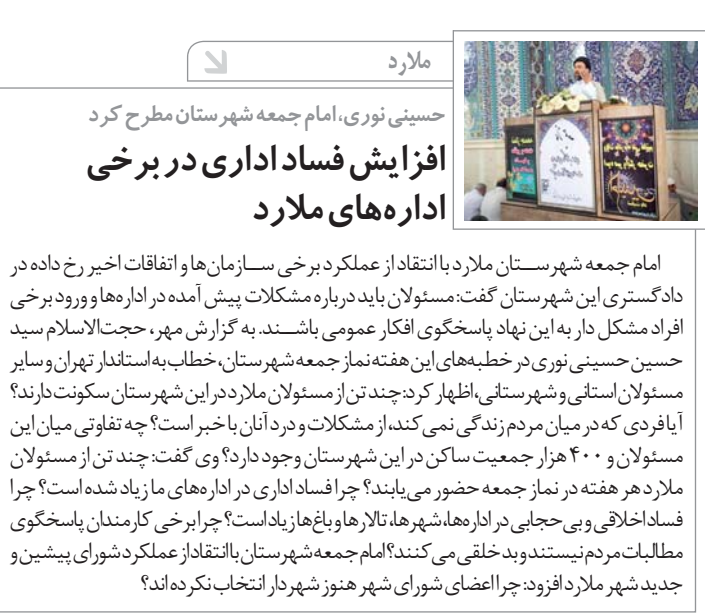 ملارد
حسینی نوری، امام جمعه شهرستان مطرح کرد
افزایش فساد اداری در برخی
اداره‌های ملارد
امام جمعه شهرســتان ملارد با انتقاد از عملکرد برخی ســازمان‌ها و اتفاقات اخیر رخ داده در
دادگستری این شهرستان گفت: مسئولان باید درباره مشکلات پیش آمده در اداره‌ها و ورود برخی
افراد مشکل دار به این نهاد پاسخگوی افکار عمومی باشــند. به گزارش مهر، حجت‌الاسلام سید
حسین حسینی نوری در خطبه‌های این هفته نماز جمعه شهرستان، خطاب به استاندار تهران و سایر
مسئولان استانی و شهرستانی، اظهار کرد: چند تن از مسئولان ملارد در این شهرستان سکونت دارند؟
آیا فردی که در میان مردم زندگی نمی‌کند، از مشکلات و درد آنان با خبر است؟ چه تفاوتی میان این
مسئولان و ۴۰۰ هزار جمعیت ساکن در این شهرستان وجود دارد؟ وی گفت: چند تن از مسئولان
ملارد هر هفته در نماز جمعه حضور می‌یابند؟ چرا فساد اداری در اداره‌های ما زیاد شده است؟ چرا
فساد اخلاقی و بی‌حجابی در اداره‌ها، شهرها، تالارها و باغ‌ها زیاد است؟ چرا برخی کارمندان پاسخگوی
مطالبات مردم نیستند و بد خلقی می‌کنند؟ امام جمعه شهرستان با انتقاد از عملکرد شورای پیشین و
جدید شهر ملارد افزود: چرا اعضای شورای شهر هنوز شهردار انتخاب نکرده‌اند؟